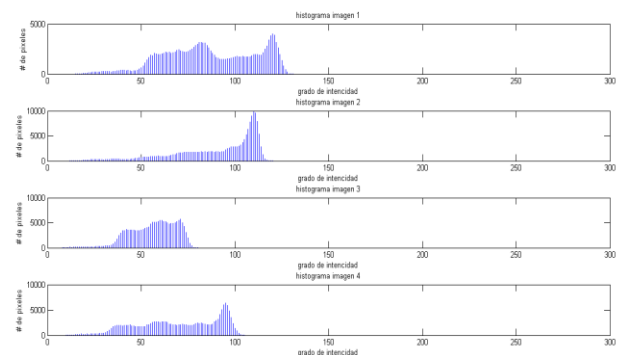 histograma imagen 1
5000
# de pixeles
0
0 50 100 150 200 250 300
grado de intencidad
histograma imagen 2
10000
5000
# de pixeles
0
0 50 100 150 200 250 300
grado de intencidad
histograma imagen 3
10000
5000
# de pixeles
0
0 50 100 150 200 250 300
grado de intencidad
histograma imagen 4
10000
5000
# de pixeles
0
0 50 100 150 200 250 300
grado de intencidad